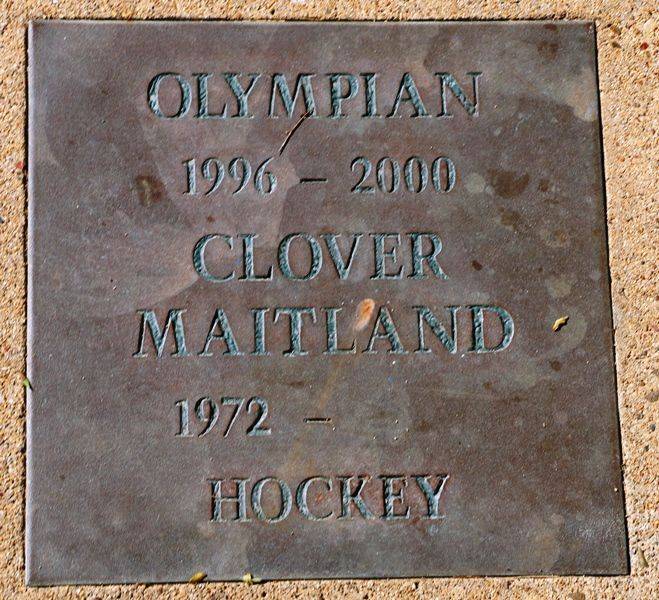 OLYMPIAN
1996 – 2000
CLOVER
MAITLAND
1972 –
HOCKEY